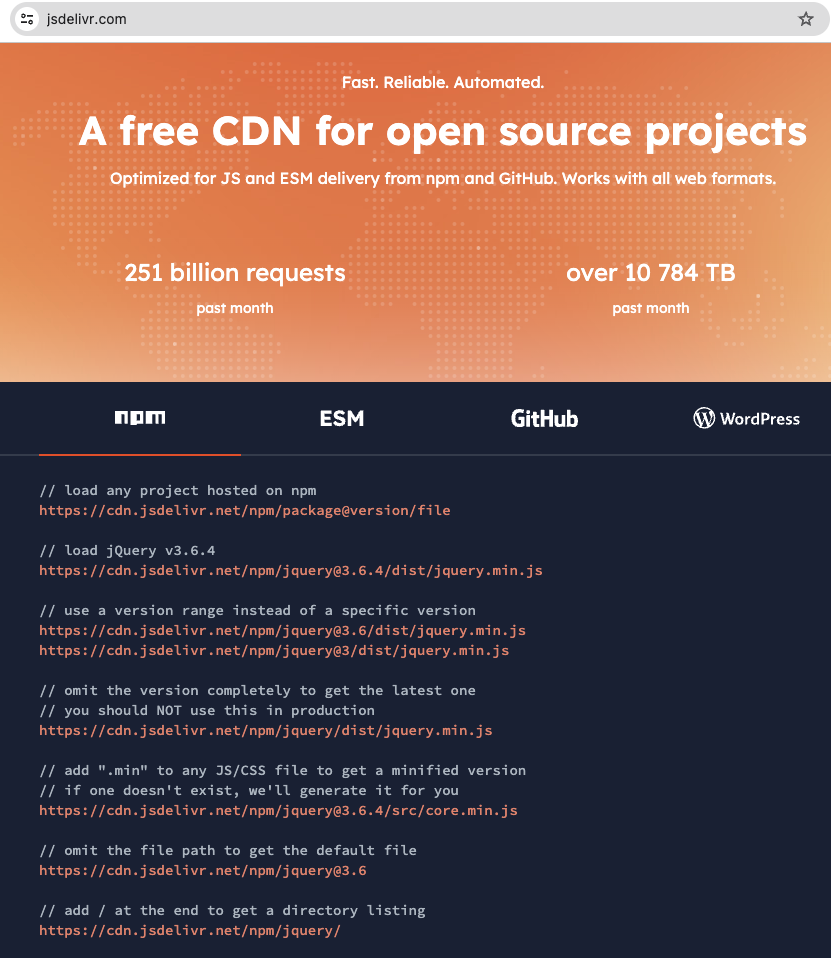 jsdelivr.com
Fast. Reliable. Automated.
A free CDN for open source projects
Optimized for JS and ESM delivery from npm and GitHub. Works with all web formats.
251 billion requests
past month
over 10 784 TB
past month
npm
ESM
GitHub
WordPress
// load any project hosted on npm
https://cdn.jsdelivr.net/npm/package@version/file
// load jQuery v3.6.4
https://cdn.jsdelivr.net/npm/jquery@3.6.4/dist/jquery.min.js
// use a version range instead of a specific version
https://cdn.jsdelivr.net/npm/jquery@3.6/dist/jquery.min.js
https://cdn.jsdelivr.net/npm/jquery@3/dist/jquery.min.js
// omit the version completely to get the latest one
// you should NOT use this in production
https://cdn.jsdelivr.net/npm/jquery/dist/jquery.min.js
// add ".min" to any JS/CSS file to get a minified version
// if one doesn't exist, we'll generate it for you
https://cdn.jsdelivr.net/npm/jquery@3.6.4/src/core.min.js
// omit the file path to get the default file
https://cdn.jsdelivr.net/npm/jquery@3.6
// add / at the end to get a directory listing
https://cdn.jsdelivr.net/npm/jquery/